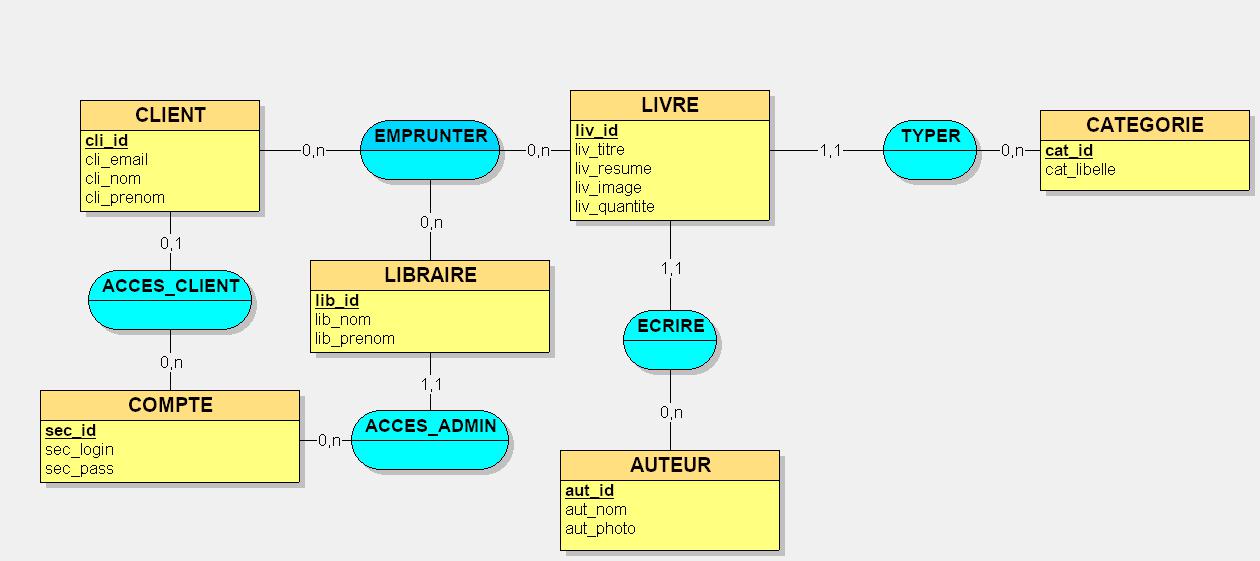 CLIENT
cli_id
cli_email
cli_nom
cli_prenom
0,n
EMPRUNTER
0,n
LIVRE
liv_id
liv_titre
liv_resume
liv_image
liv_quantite
1,1
TYPER
0,n
CATEGORIE
cat_id
cat_libelle
0,1
ACCES_CLIENT
0,n
COMPTE
sec_id
sec_login
sec_pass
0,n
LIBRAIRE
lib_id
lib_nom
lib_prenom
1,1
ACCES_ADMIN
0,n
1,1
ECRIRE
0,n
AUTEUR
aut_id
aut_nom
aut_photo